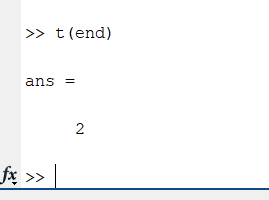 >> t(end)
ans =
2
fx >>